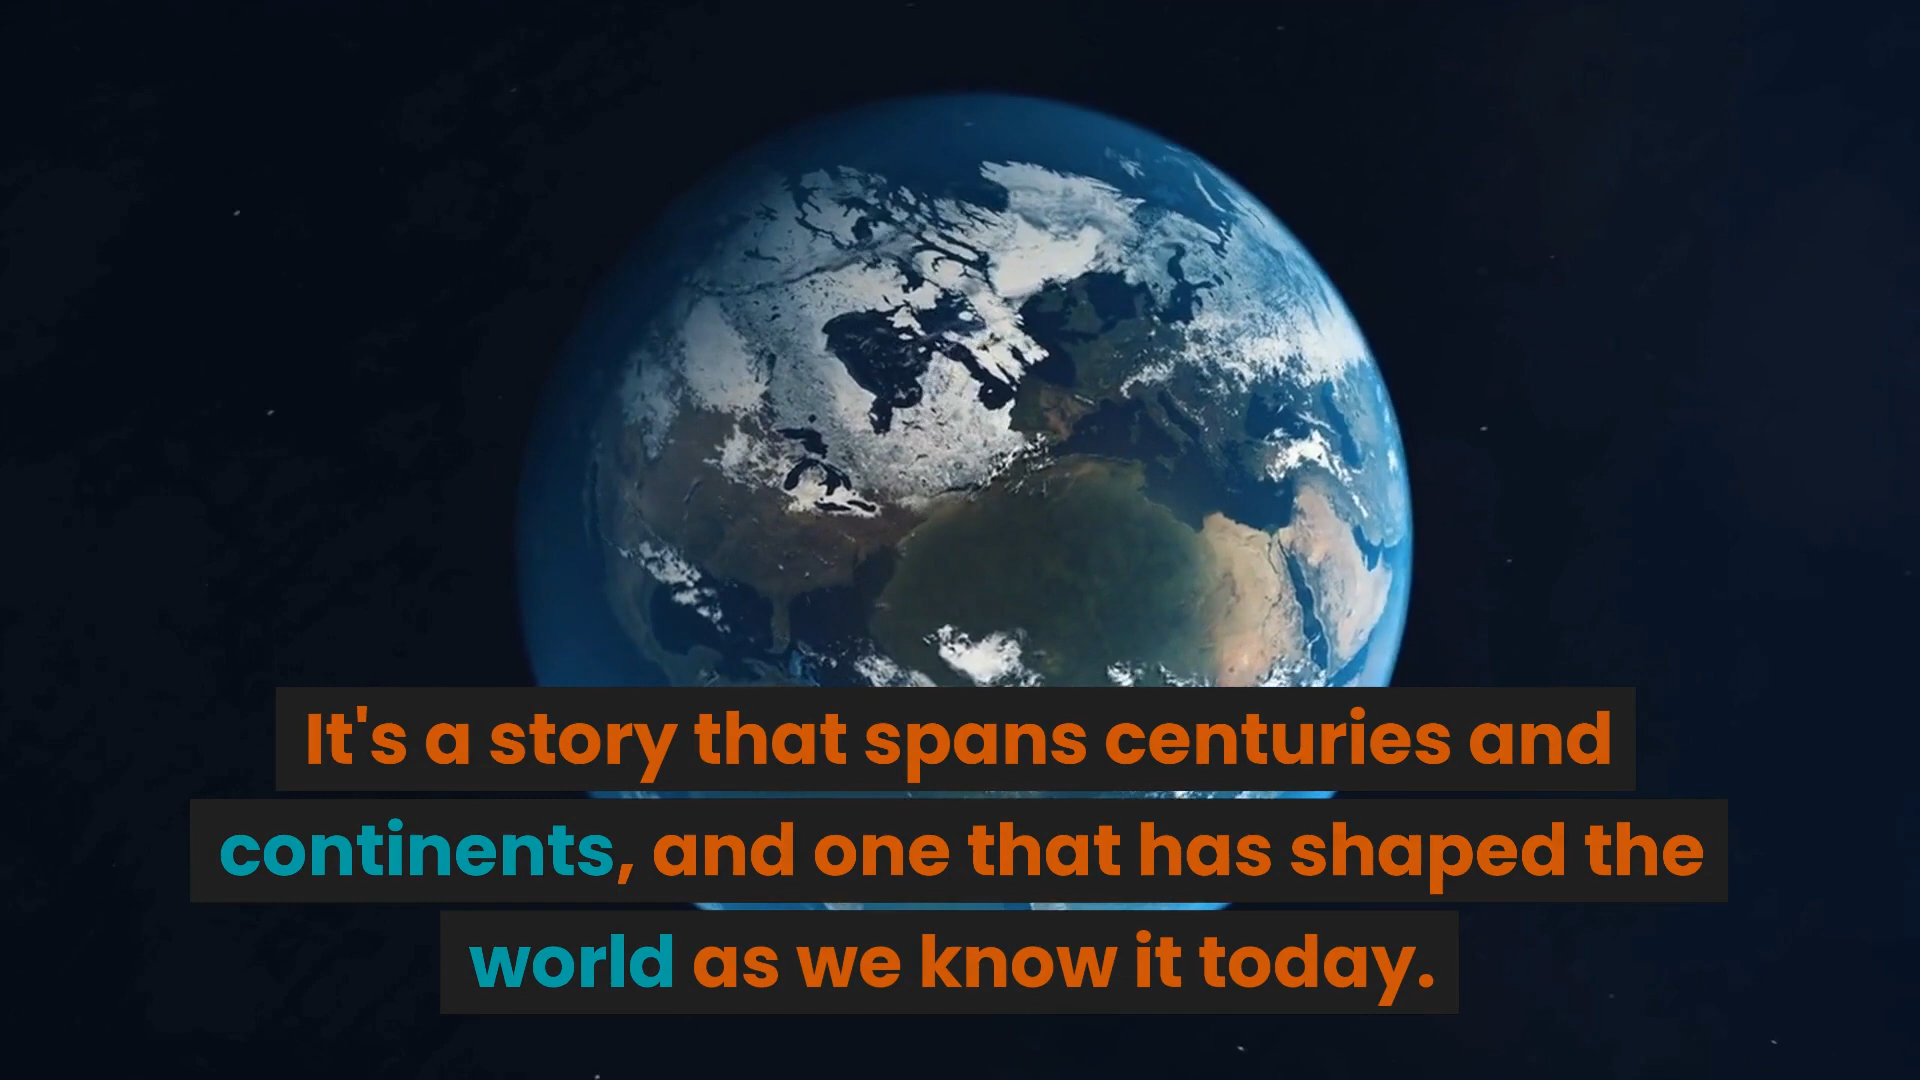 It's a story that spans centuries and
continents, and one that has shaped the
world as we know it today.